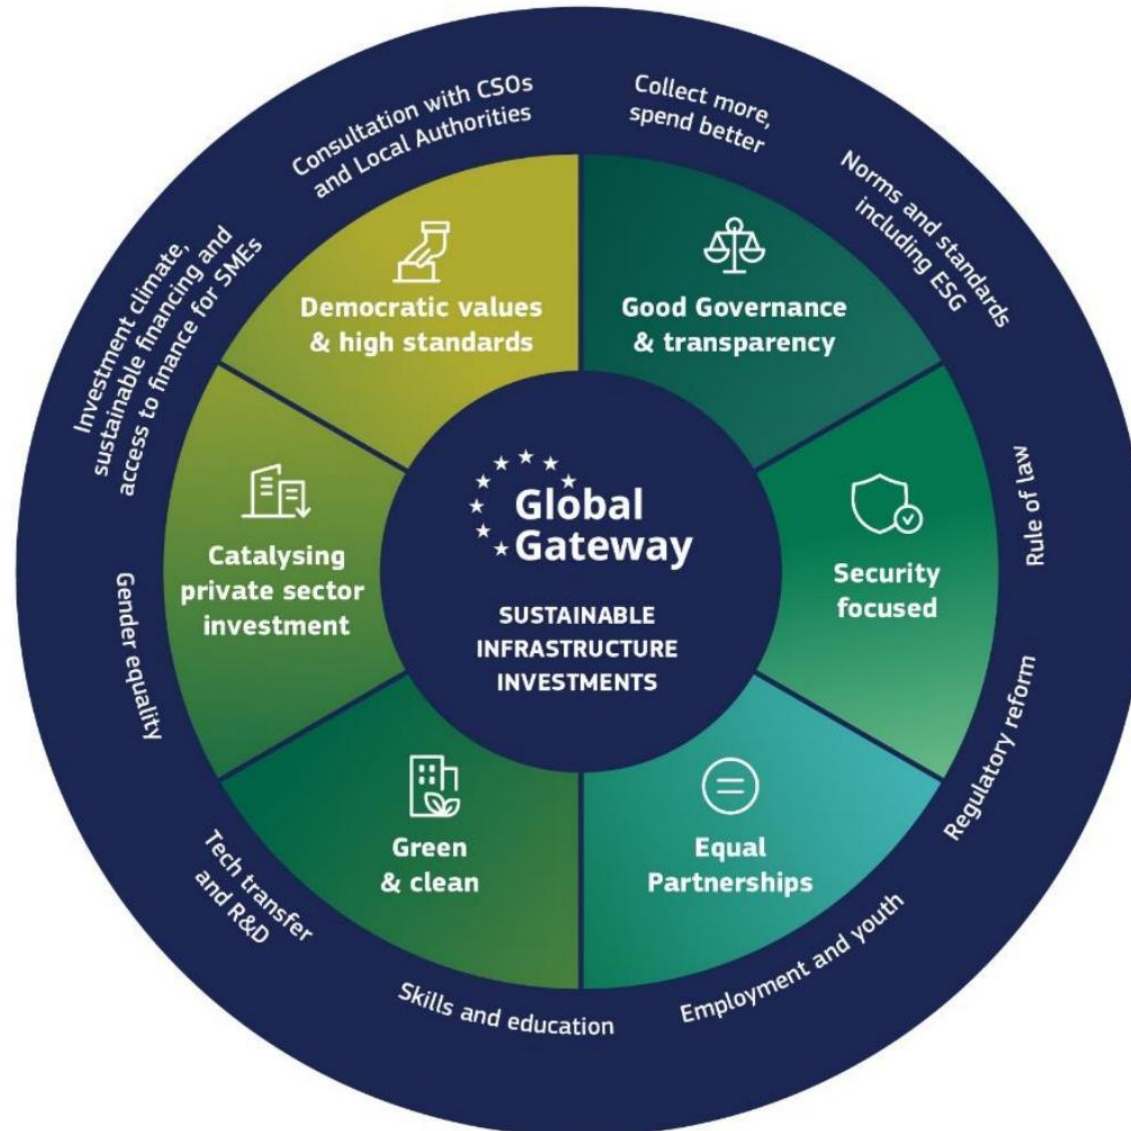 Consultation with CSOs
and Local Authorities
Collect more,
spend better
Norms and standards
including ESG
Rule of law
Regulatory reform
Employment and youth
Skills and education
Tech transfer
and R&D
Gender equality
Investment climate,
sustainable financing and
access to finance for SMEs
Democratic values
& high standards
Good Governance
& transparency
Security
focused
Equal
Partnerships
Green
& clean
Catalysing
private sector
investment
Global
Gateway
SUSTAINABLE
INFRASTRUCTURE
INVESTMENTS